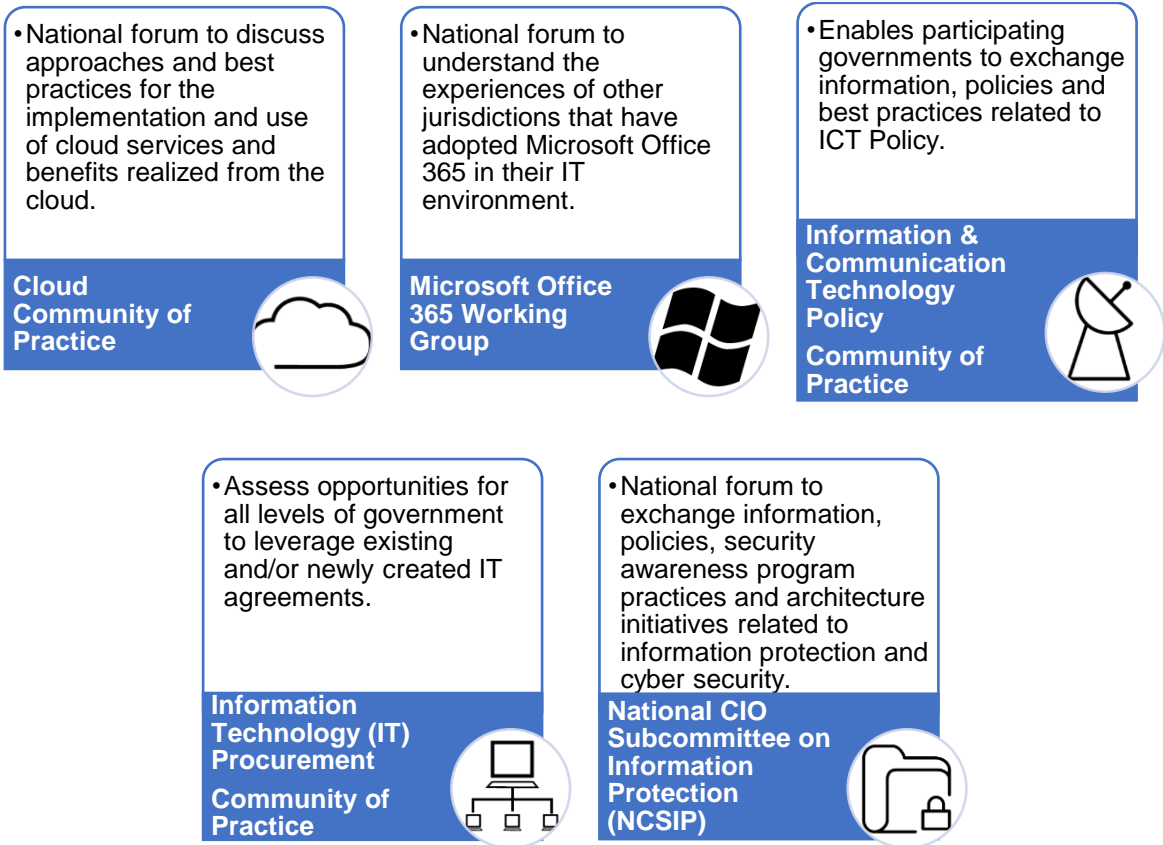 •National forum to discuss
approaches and best
practices for the
implementation and use
of cloud services and
benefits realized from the
cloud.
Cloud
Community of
Practice
•National forum to
understand the
experiences of other
jurisdictions that have
adopted Microsoft Office
365 in their IT
environment.
Microsoft Office
365 Working
Group
•Enables participating
governments to exchange
information, policies and
best practices related to
ICT Policy.
Information &
Communication
Technology
Policy
Community of
Practice
•Assess opportunities for
all levels of government
to leverage existing
and/or newly created IT
agreements.
Information
Technology (IT)
Procurement
Community of
Practice
•National forum to
exchange information,
policies, security
awareness program
practices and architecture
initiatives related to
information protection and
cyber security.
National CIO
Subcommittee on
Information
Protection
(NCSIP)